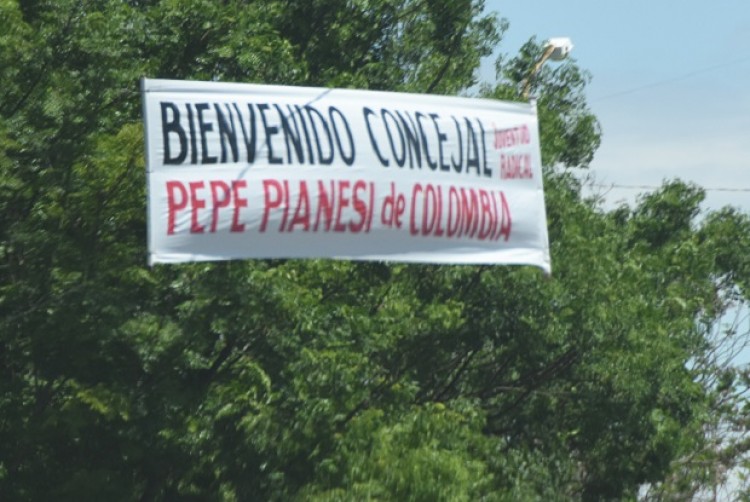 BIENVENIDO CONCEJAL
JUVENTUD
RADICAL
PEPE PIANESI de COLOMBIA